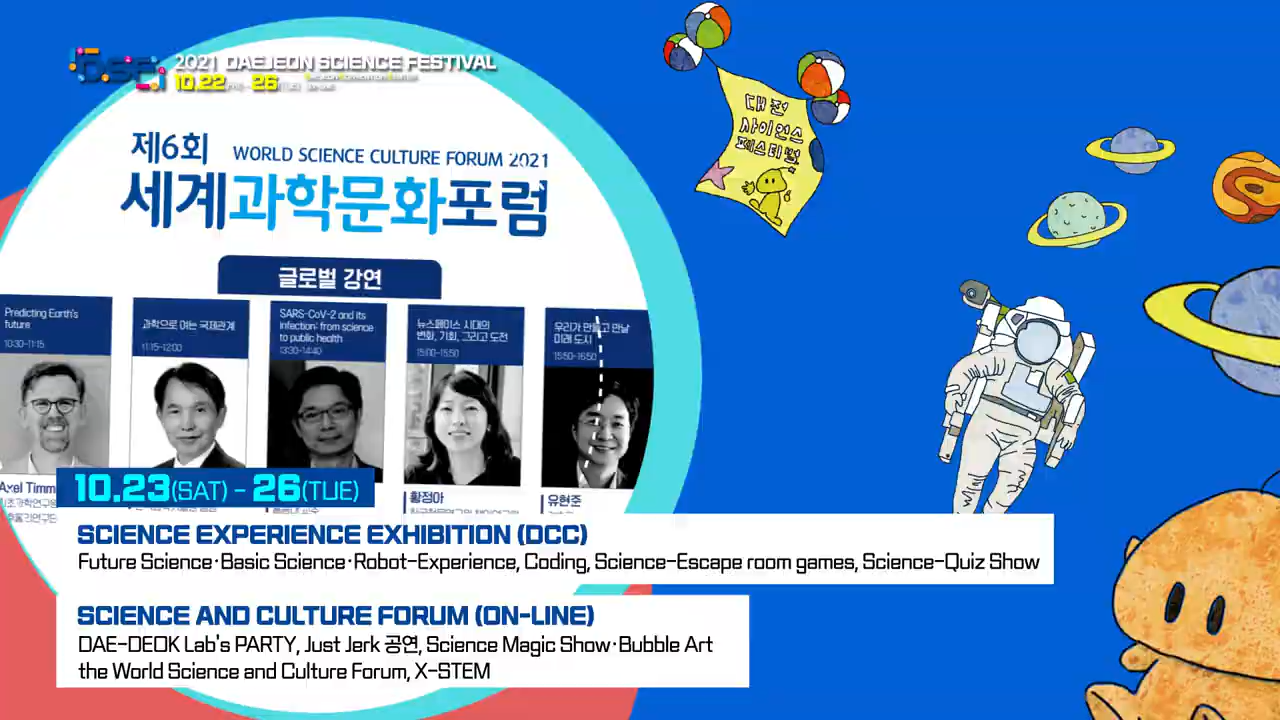 2021 DAEJEON SCIENCE FESTIVAL
10.22 - 26(TUE)
대전
사이언스
페스티벌
제6회 WORLD SCIENCE CULTURE FORUM 2021
세계과학문화포럼
글로벌 강연
Predicting Earth's
future
10:30-11:15
과학으로 여는 국제관계
11:15-12:00
SARS-CoV-2 and its
infection: from science
to public health
13:30-14:40
뉴스페이스 시대의
변화, 기회, 그리고 도전
15:00-15:50
우리가 만들고 만날
미래 도시
15:50-16:50
Axel Timm
황정아
유현준
10.23(SAT) - 26(TUE)
SCIENCE EXPERIENCE EXHIBITION (DCC)
Future Science·Basic Science·Robot-Experience, Coding, Science-Escape room games, Science-Quiz Show
SCIENCE AND CULTURE FORUM (ON-LINE)
DAE-DEOK Lab's PARTY, Just Jerk 공연, Science Magic Show·Bubble Art
the World Science and Culture Forum, X-STEM